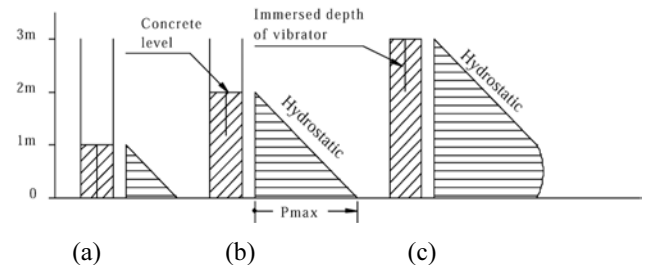 Concrete
level
Immersed depth
of vibrator
3m
2m
1m
0
Hydrostatic
Hydrostatic
Pmax
(a) (b) (c)